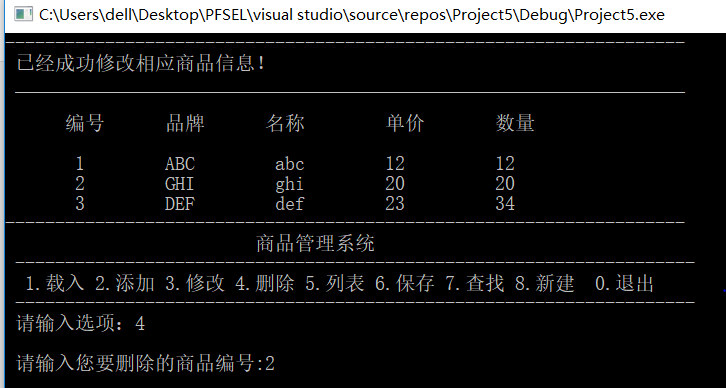 C:\Users\dell\Desktop\PFSEL\visual studio\source\repos\Project5\Debug\Project5.exe
已经成功修改相应商品信息!
编号 品牌 名称 单价 数量
1 ABC abc 12 12
2 GHI ghi 20 20
3 DEF def 23 34
商品管理系统
1.载入 2.添加 3.修改 4.删除 5.列表 6.保存 7.查找 8.新建 0.退出
请输入选项：4
请输入您要删除的商品编号:2